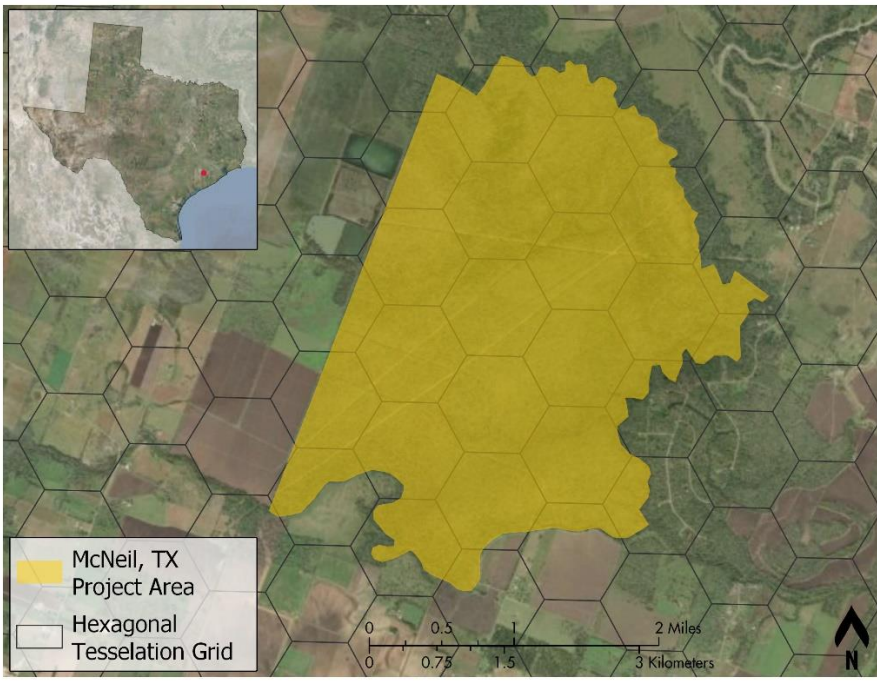 McNeil, TX
Project Area
Hexagonal
Tesselation Grid
0 0.5 1 2 Miles
0 0.75 1.5 3 Kilometers
N